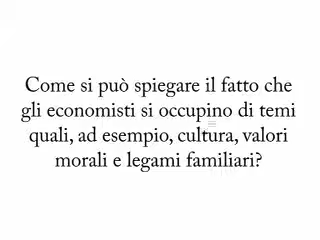 Come si può spiegare il fatto che
gli economisti si occupino di temi
quali, ad esempio, cultura, valori
morali e legami familiari?